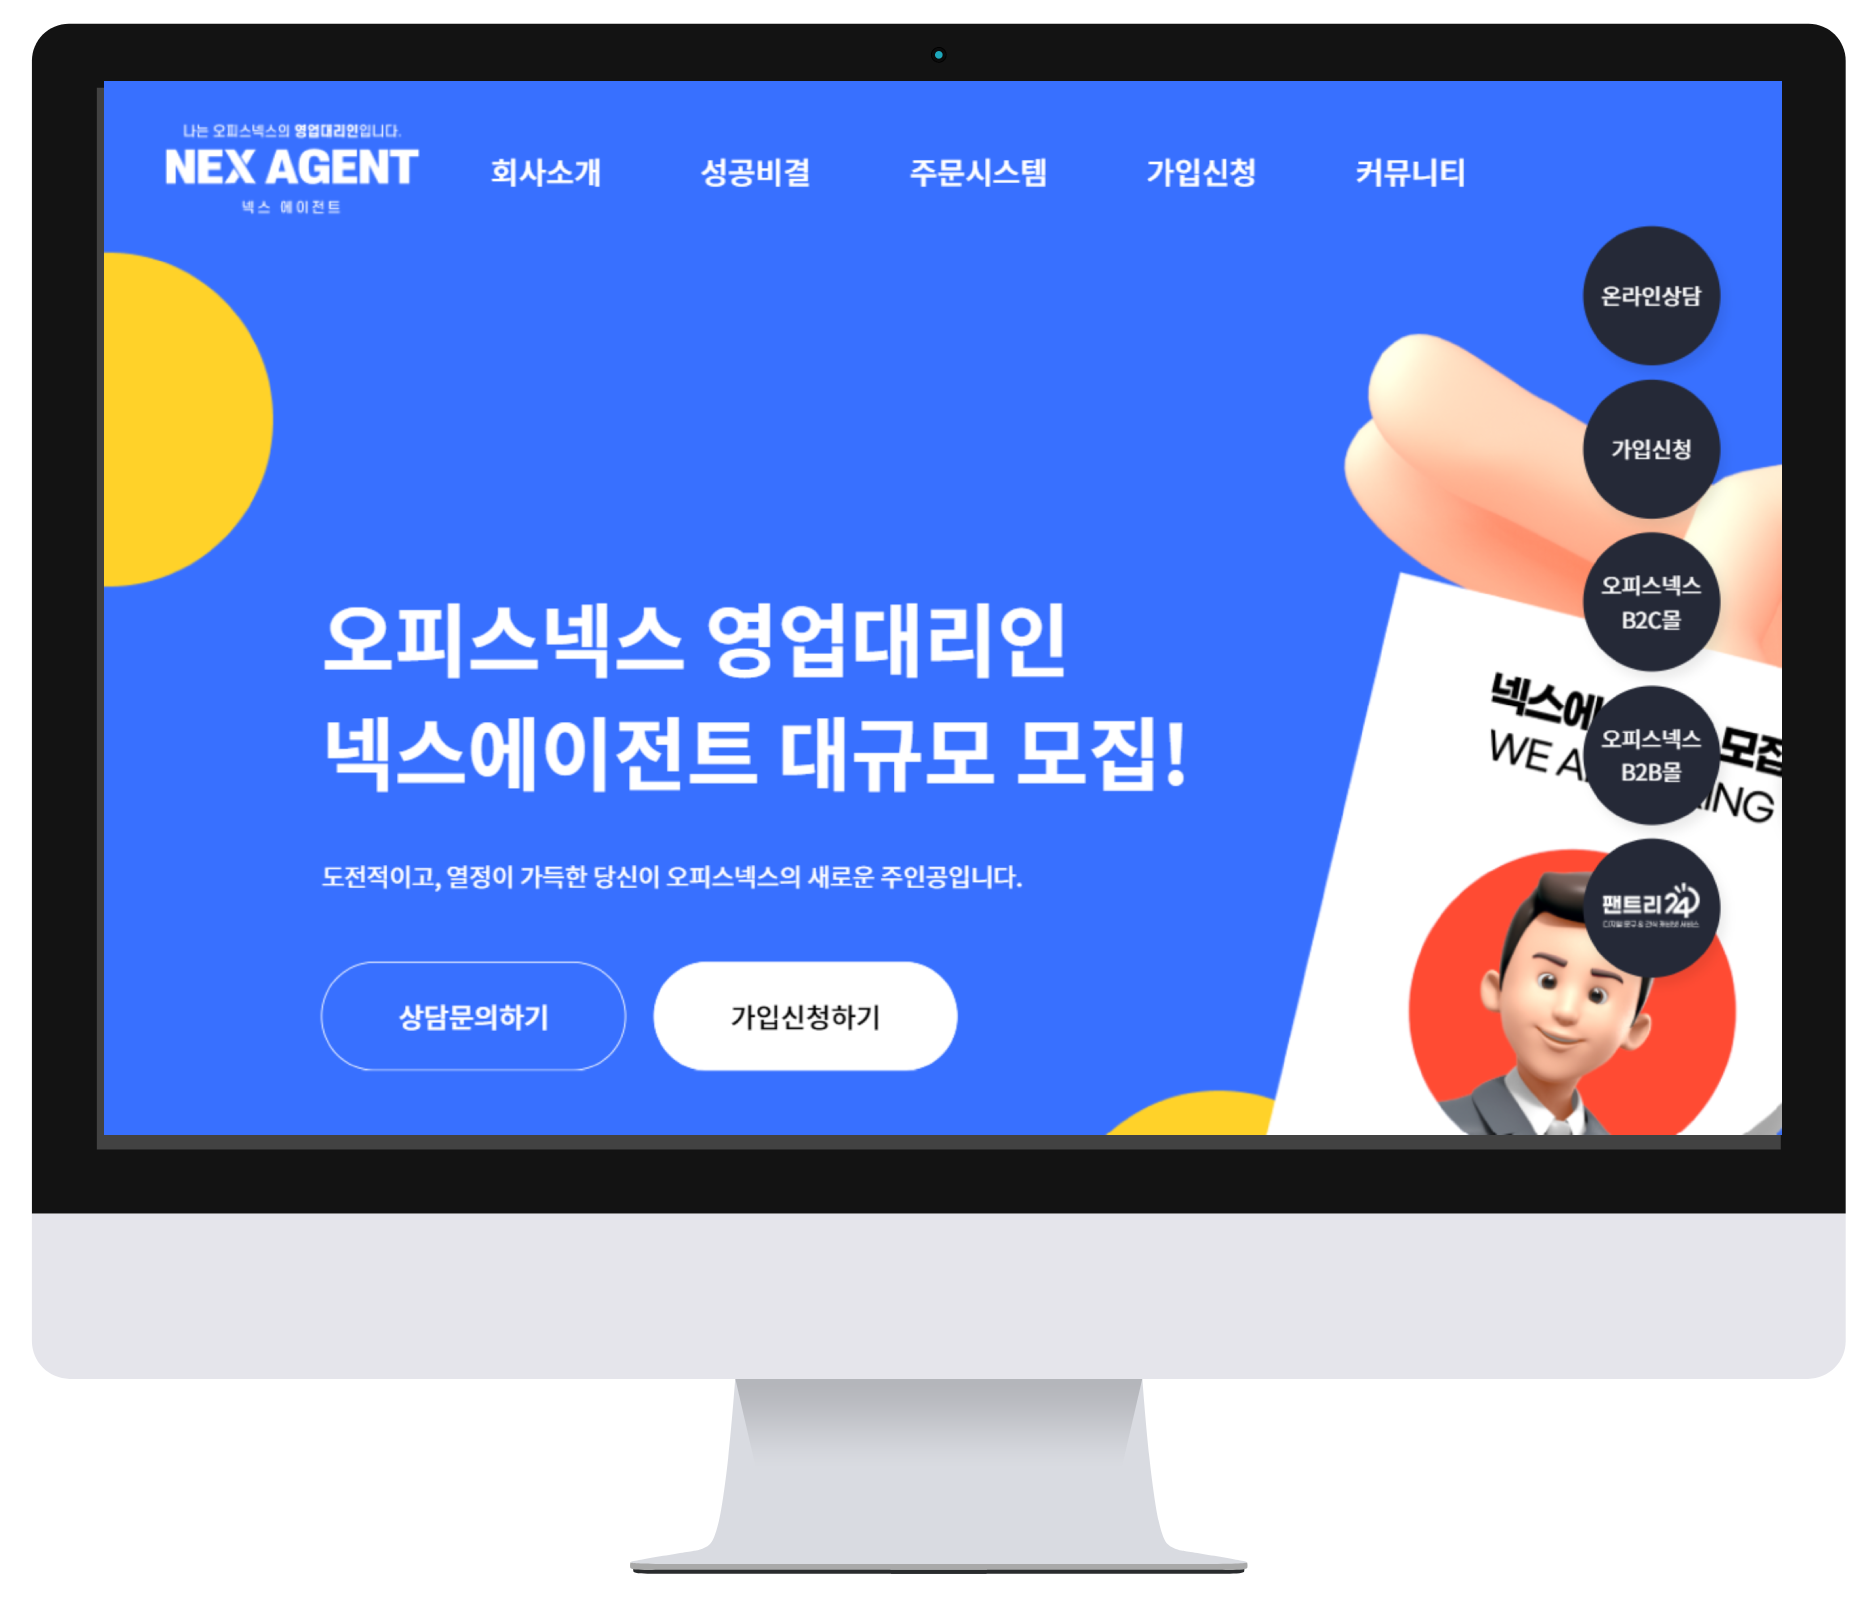 나는 오피스넥스의 영업대리인입니다.
NEX AGENT
넥스 에이전트
회사소개
성공비결
주문시스템
가입신청
커뮤니티
오피스넥스 영업대리인
넥스에이전트 대규모 모집!
도전적이고, 열정이 가득한 당신이 오피스넥스의 새로운 주인공입니다.
상담문의하기
가입신청하기
온라인상담
가입신청
오피스넥스
B2C몰
오피스넥스
B2B몰
팬트리24
넥스에 모집
WE